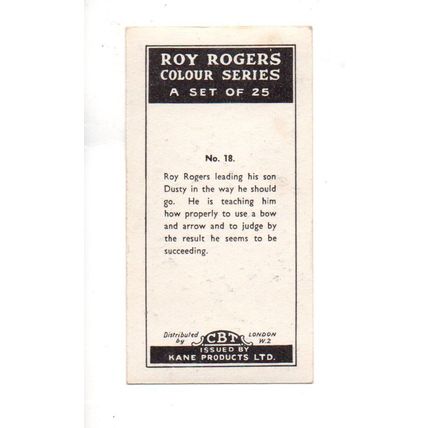 ROY ROGERS
COLOUR SERIES
A SET OF 25
No. 18.
Roy Rogers leading his son
Dusty in the way he should
go. He is teaching him
how properly to use a bow
and arrow and to judge by
the result he seems to be
succeeding.
Distributed by CBT LONDON W.2
ISSUED BY
KANE PRODUCTS LTD.